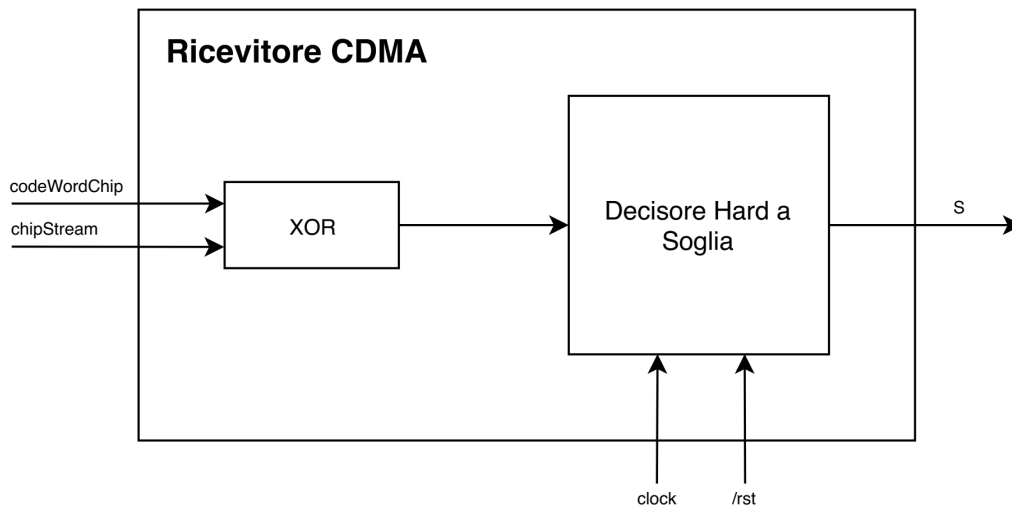 Ricevitore CDMA
codeWordChip
chipStream
XOR
Decisore Hard a
Soglia
S
clock
/rst